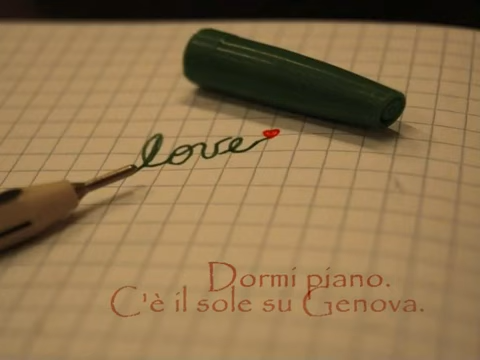 love
Dormi piano.
C'è il sole su Genova.